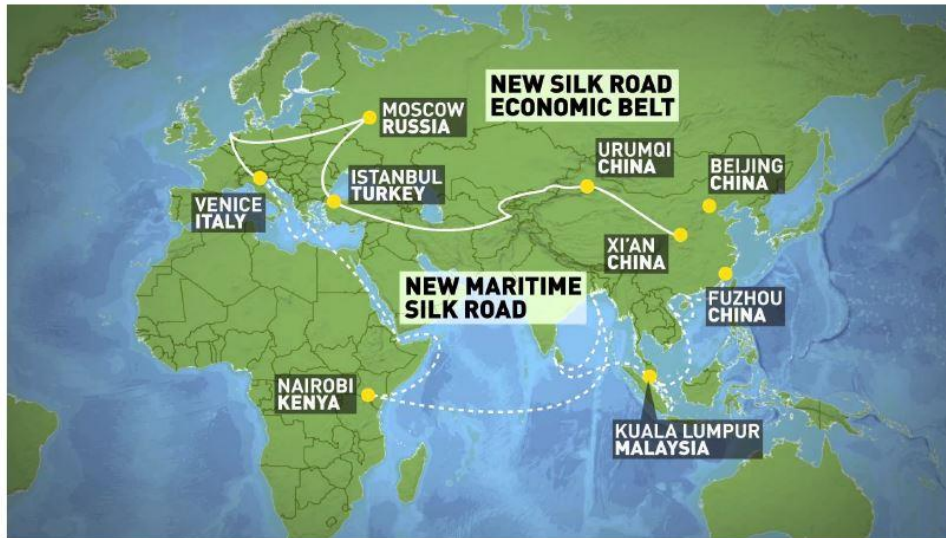 NEW SILK ROAD
ECONOMIC BELT
MOSCOW
RUSSIA
URUMQI
CHINA
BEIJING
CHINA
ISTANBUL
TURKEY
VENICE
ITALY
XI'AN
CHINA
NEW MARITIME
SILK ROAD
FUZHOU
CHINA
NAIROBI
KENYA
KUALA LUMPUR
MALAYSIA